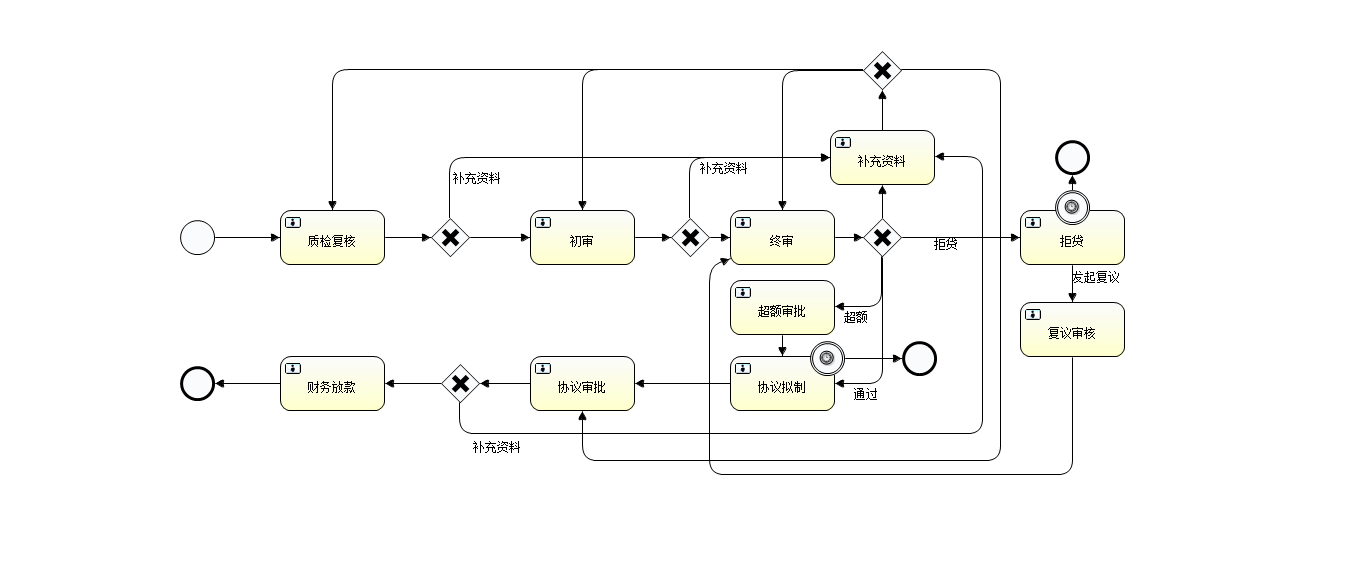 补充资料
补充资料
补充资料
质检复核
初审
终审
拒贷
拒贷
发起复议
超额审批
超额
复议审核
财务放款
协议审批
协议拟制
通过
补充资料